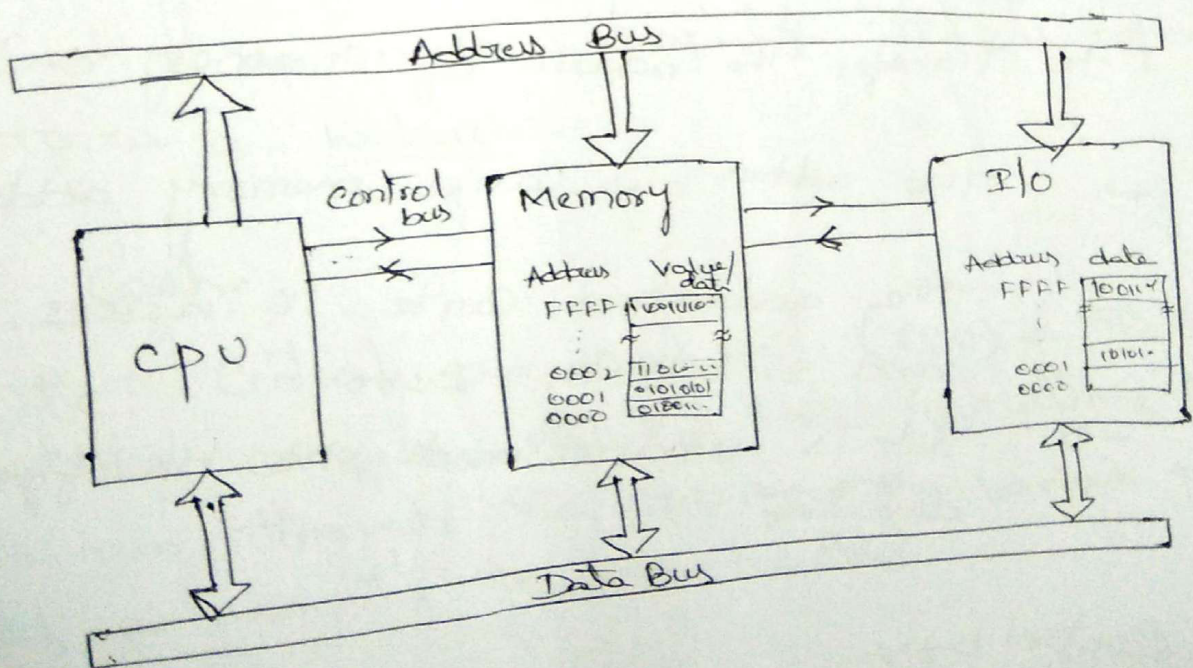 Address Bus
Control
bus
CPU
Memory
Address value/
data
FFFF
0002
0001 01010101
0000
I/O
Address data
FFFF
0001
0000
Data Bus